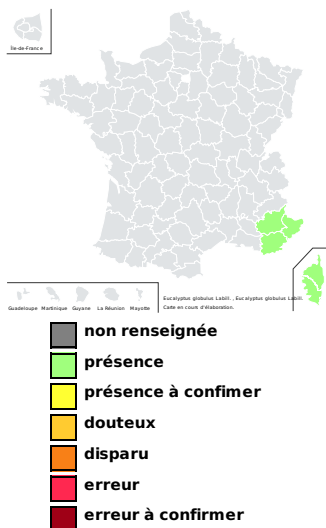 Île-de-France
Eucalyptus globulus Labill. , Eucalyptus globulus Labill.
Guadeloupe Martinique Guyane La Réunion Mayotte
Carte en cours d'élaboration.
non renseignée
présence
présence à confimer
douteux
disparu
erreur
erreur à confirmer